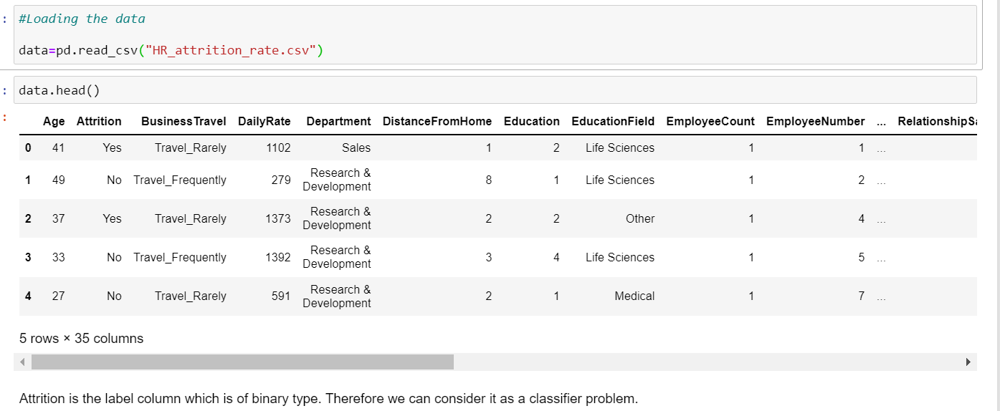 #Loading the data
data=pd.read_csv("HR_attrition_rate.csv")
data.head()
Age Attrition BusinessTravel DailyRate Department DistanceFromHome Education EducationField EmployeeCount EmployeeNumber ... RelationshipSa
0 41 Yes Travel_Rarely 1102 Sales 1 2 Life Sciences 1 1 ...
1 49 No Travel_Frequently 279 Research & Development 8 1 Life Sciences 1 2 ...
2 37 Yes Travel_Rarely 1373 Research & Development 2 2 Other 1 4 ...
3 33 No Travel_Frequently 1392 Research & Development 3 4 Life Sciences 1 5 ...
4 27 No Travel_Rarely 591 Research & Development 2 1 Medical 1 7 ...
5 rows × 35 columns
Attrition is the label column which is of binary type. Therefore we can consider it as a classifier problem.